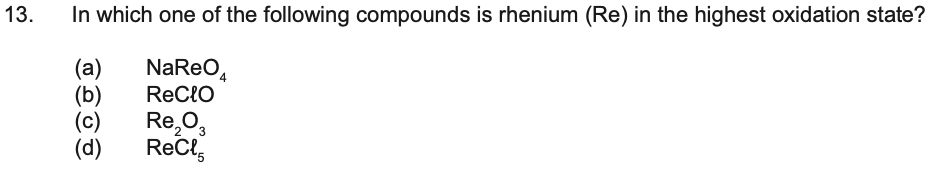 13. In which one of the following compounds is rhenium (Re) in the highest oxidation state?
(a) NaReO₄
(b) ReCℓO
(c) Re₂O₃
(d) ReCℓ₅